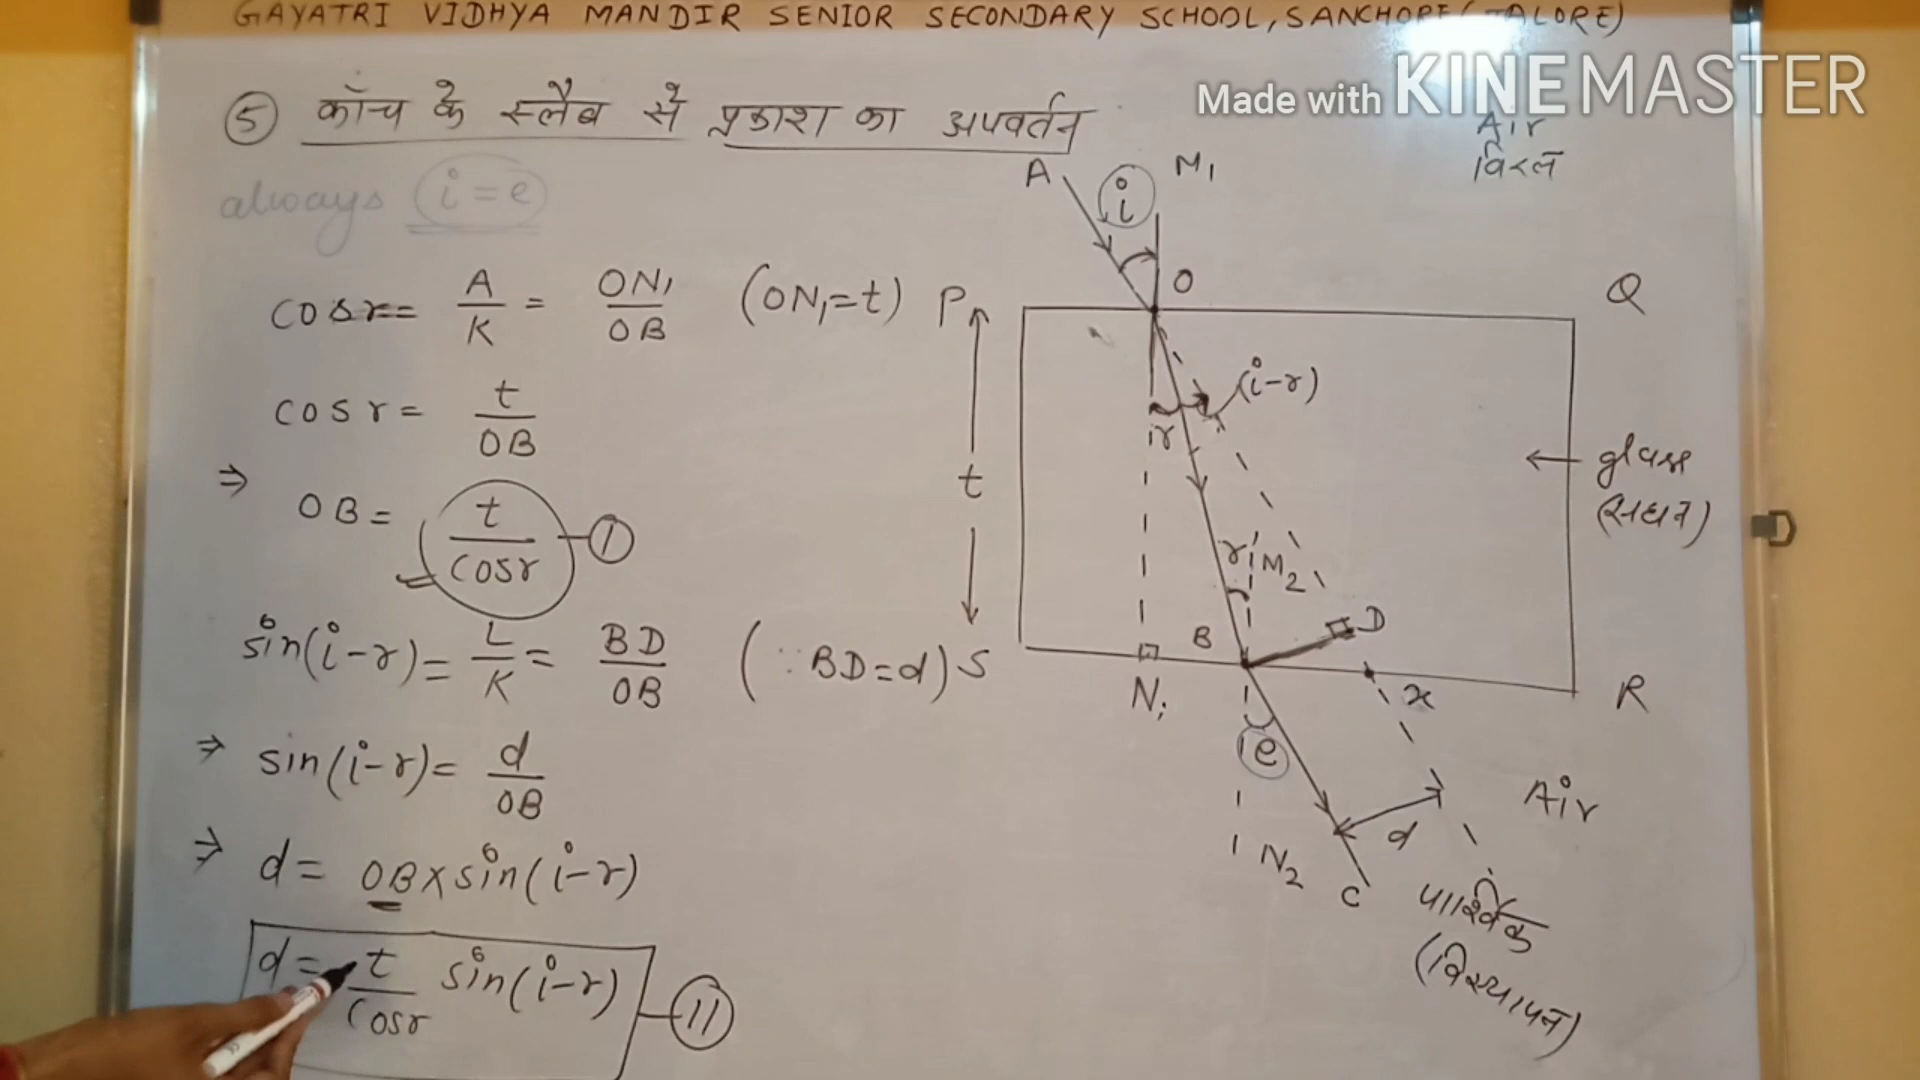 GAYATRI VIDHYA MANDIR SENIOR SECONDARY SCHOOL, SANCHORE (JALORE)
Made with KINEMASTER
⑤ काँच के स्लैब से प्रकाश का अपवर्तन
Air
विरल
always i = e
A
i
M₁
O
cos r = A/K = ON₁/OB (ON₁ = t)
P
Q
cos r = t/OB
(i-r)
r
t
← glass
(सघन)
⇒ OB = t/cos r - ①
r
M₂
sin(i-r) = L/K = BD/OB (∵ BD = d)
S
B
D
N₁
x
R
⇒ sin(i-r) = d/OB
e
Air
⇒ d = OB × sin(i-r)
d
N₂
C
पार्श्विक
(विस्थापन)
d = t/cos r sin(i-r) - ⑪